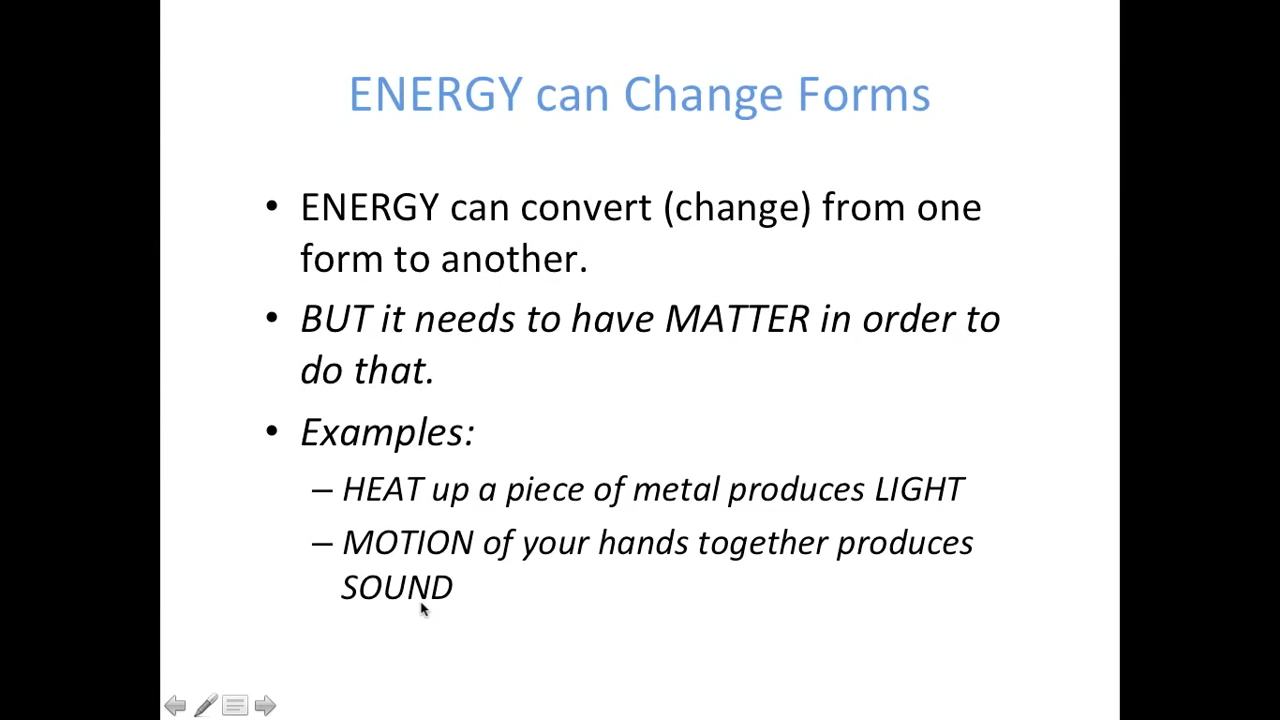 ENERGY can Change Forms
• ENERGY can convert (change) from one
form to another.
• BUT it needs to have MATTER in order to
do that.
• Examples:
– HEAT up a piece of metal produces LIGHT
– MOTION of your hands together produces
SOUND